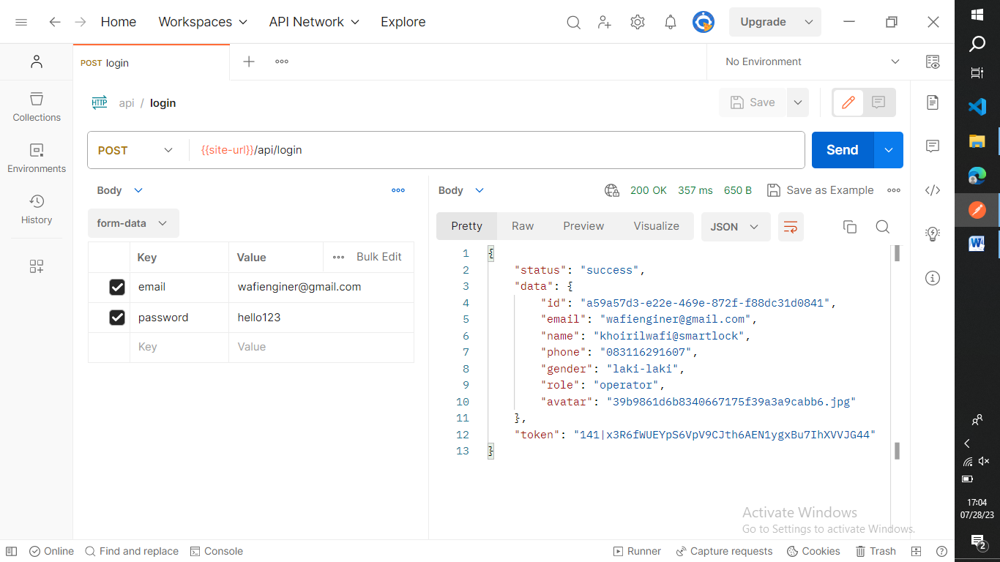 Home Workspaces API Network Explore Upgrade
POST login No Environment
HTTP api / login Save
POST {{site-url}}/api/login Send
Collections
Environments
History
Body
form-data
Key Value Bulk Edit
email wafienginer@gmail.com
password hello123
Key Value
Body 200 OK 357 ms 650 B Save as Example
Pretty Raw Preview Visualize JSON
1 {
2 "status": "success",
3 "data": {
4 "id": "a59a57d3-e22e-469e-872f-f88dc31d0841",
5 "email": "wafienginer@gmail.com",
6 "name": "khoirilwafi@smartlock",
7 "phone": "083116291607",
8 "gender": "laki-laki",
9 "role": "operator",
10 "avatar": "39b9861d6b8340667175f39a3a9cabb6.jpg"
11 },
12 "token": "141|x3R6fWUEYpS6VpV9CJth6AEN1ygxBu7IhXVVJG44"
13 }
Activate Windows
Go to Settings to activate Windows.
Online Find and replace Console Runner Capture requests Cookies Trash
17:04
07/28/23
2